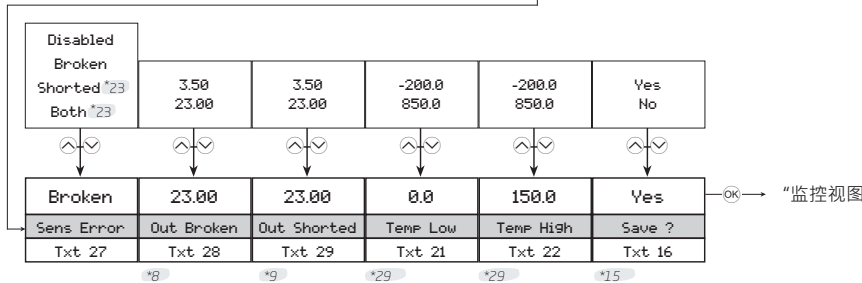 Disabled
Broken
Shorted *23
Both *23
3.50
23.00
3.50
23.00
-200.0
850.0
-200.0
850.0
Yes
No
Broken 23.00 23.00 0.0 150.0 Yes OK "监控视图
Sens Error Out Broken Out Shorted Temp Low Temp High Save ?
Txt 27 Txt 28 Txt 29 Txt 21 Txt 22 Txt 16
*8 *9 *29 *29 *15